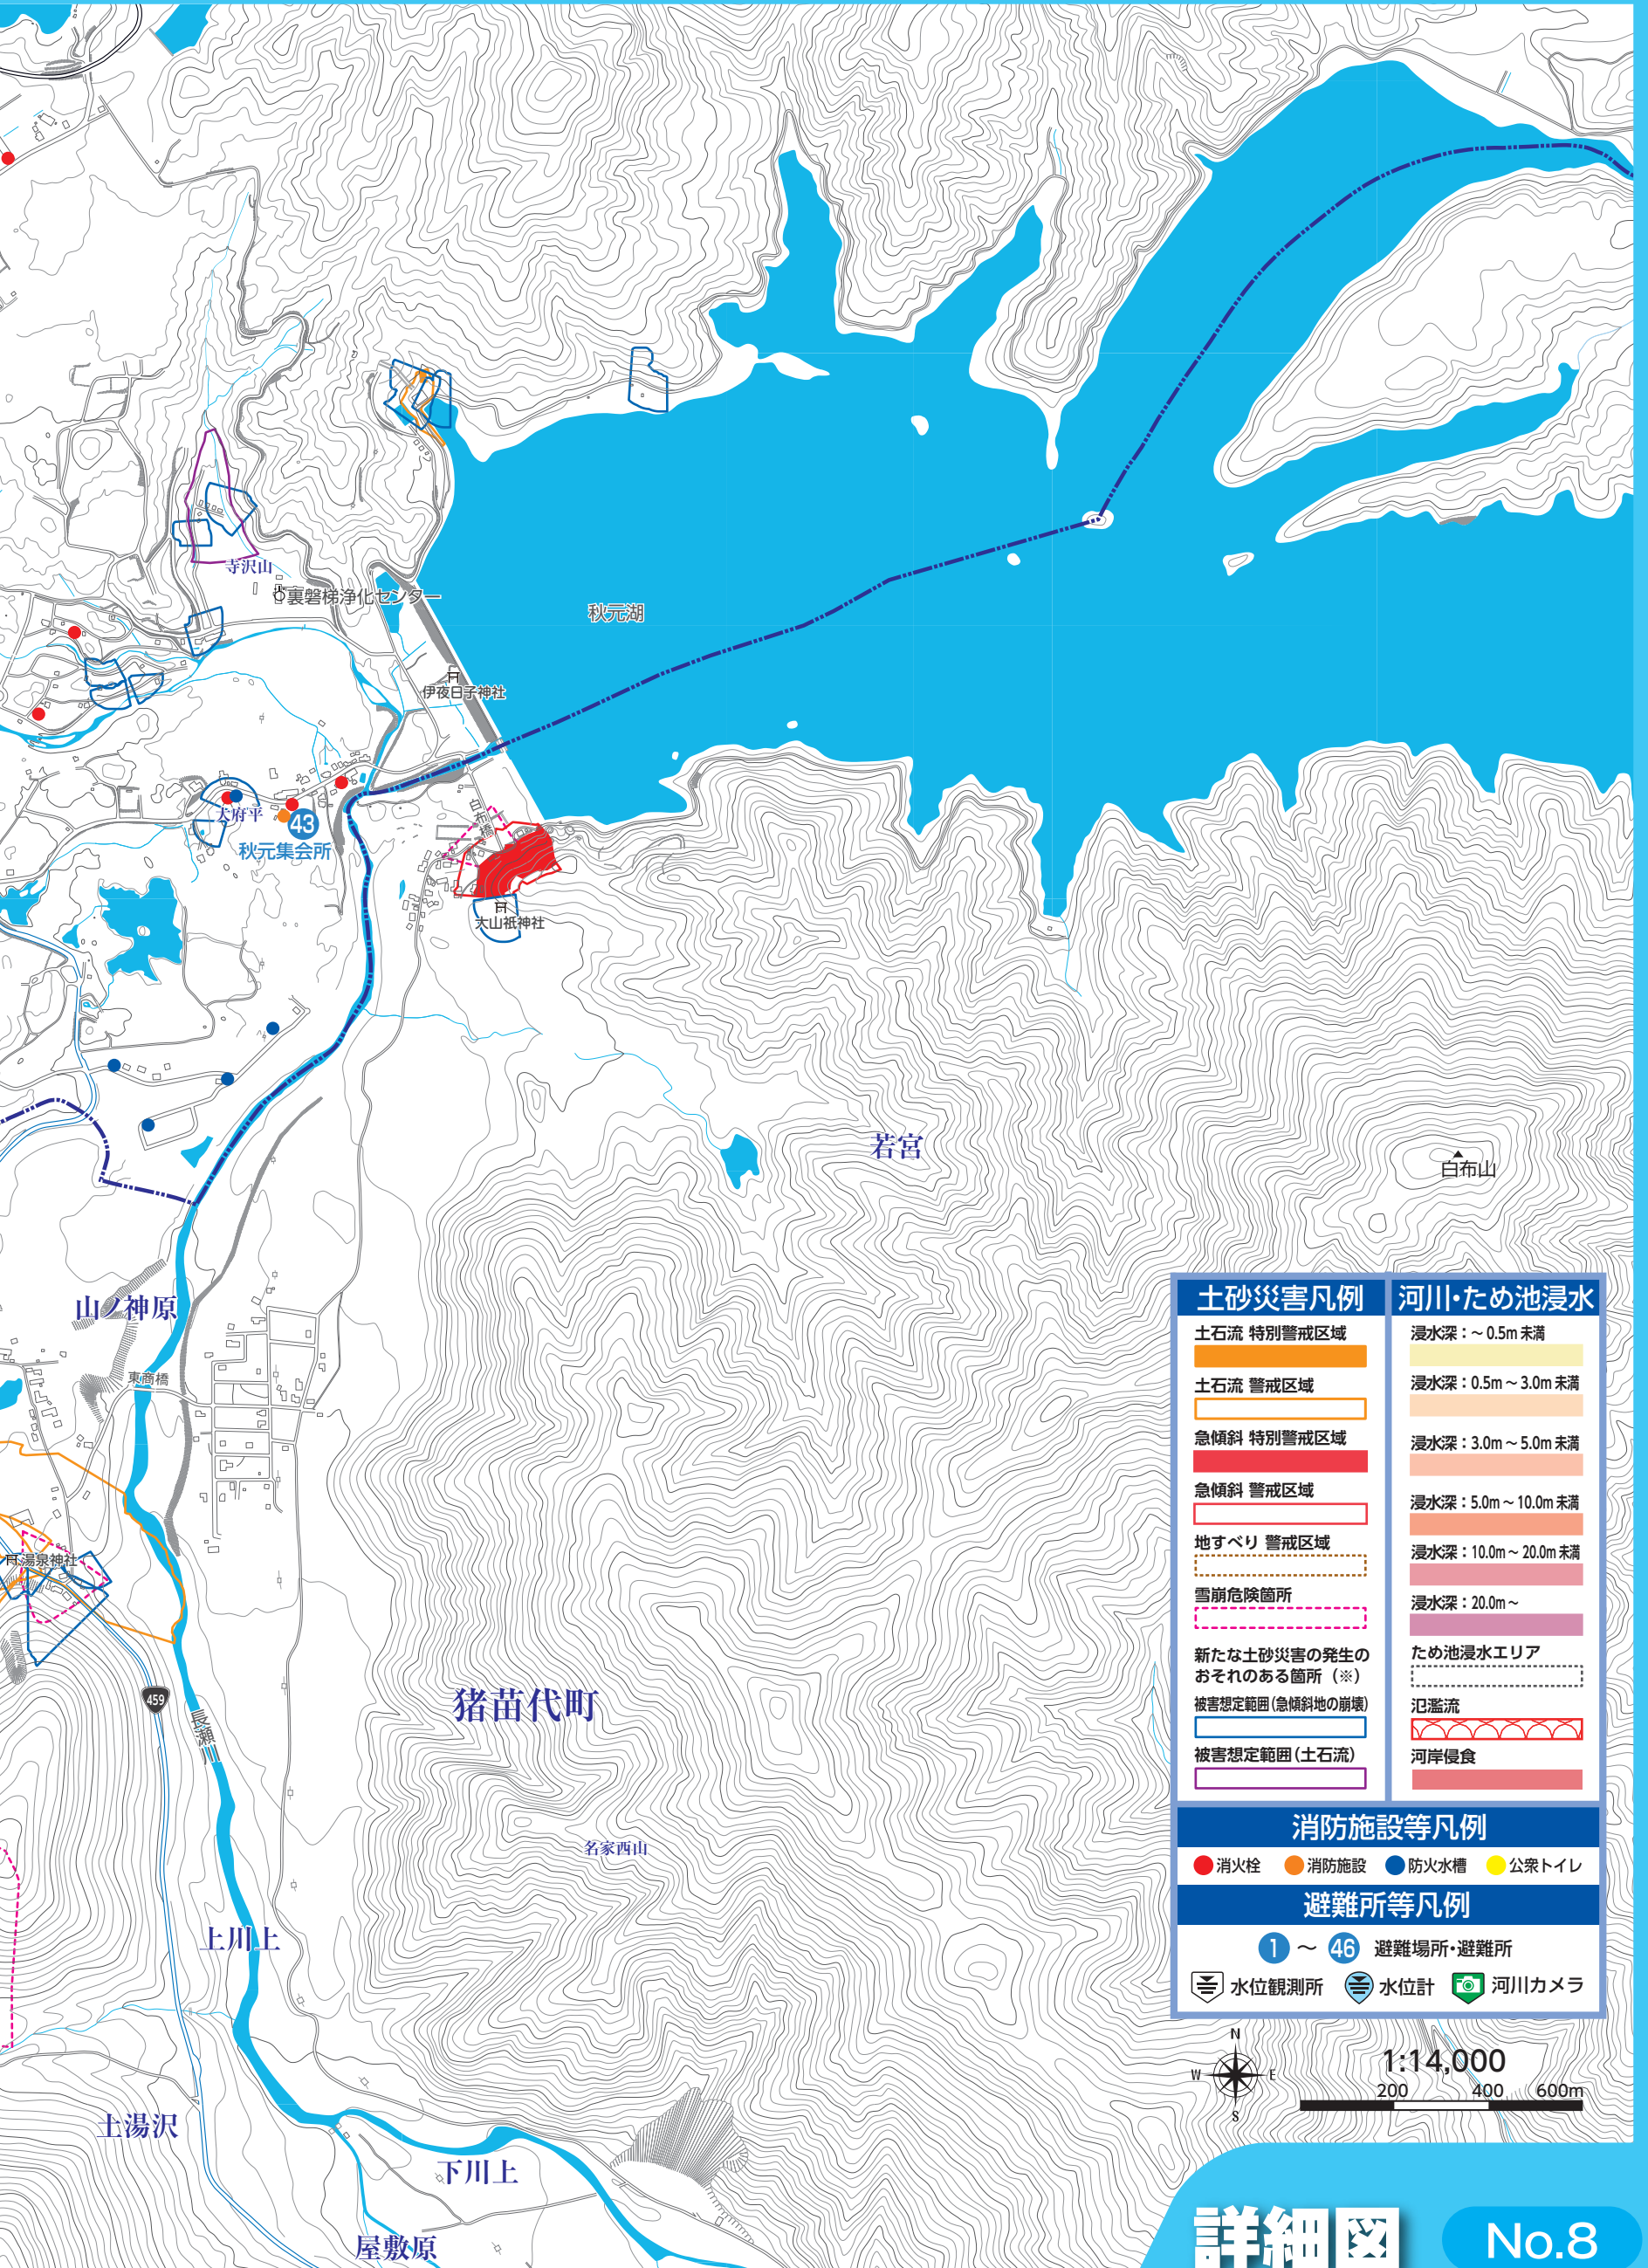 寺沢山
裏磐梯浄化センター
秋元湖
伊夜日子神社
大府平
43
秋元集会所
白布橋
大山祇神社
若宮
白布山
山ノ神原
東商橋
湯泉神社
459
長瀬川
猪苗代町
名家西山
上川上
上湯沢
下川上
屋敷原
土砂災害凡例
土石流 特別警戒区域
土石流 警戒区域
急傾斜 特別警戒区域
急傾斜 警戒区域
地すべり 警戒区域
雪崩危険箇所
新たな土砂災害の発生の
おそれのある箇所（※）
被害想定範囲（急傾斜地の崩壊）
被害想定範囲（土石流）
河川・ため池浸水
浸水深：～0.5m 未満
浸水深：0.5m～3.0m 未満
浸水深：3.0m～5.0m 未満
浸水深：5.0m～10.0m 未満
浸水深：10.0m～20.0m 未満
浸水深：20.0m～
ため池浸水エリア
氾濫流
河岸侵食
消防施設等凡例
消火栓 消防施設 防火水槽 公衆トイレ
避難所等凡例
1 ～ 46 避難場所・避難所
水位観測所 水位計 河川カメラ
N
W E
S
1:14,000
200 400 600m
詳細図 No.8